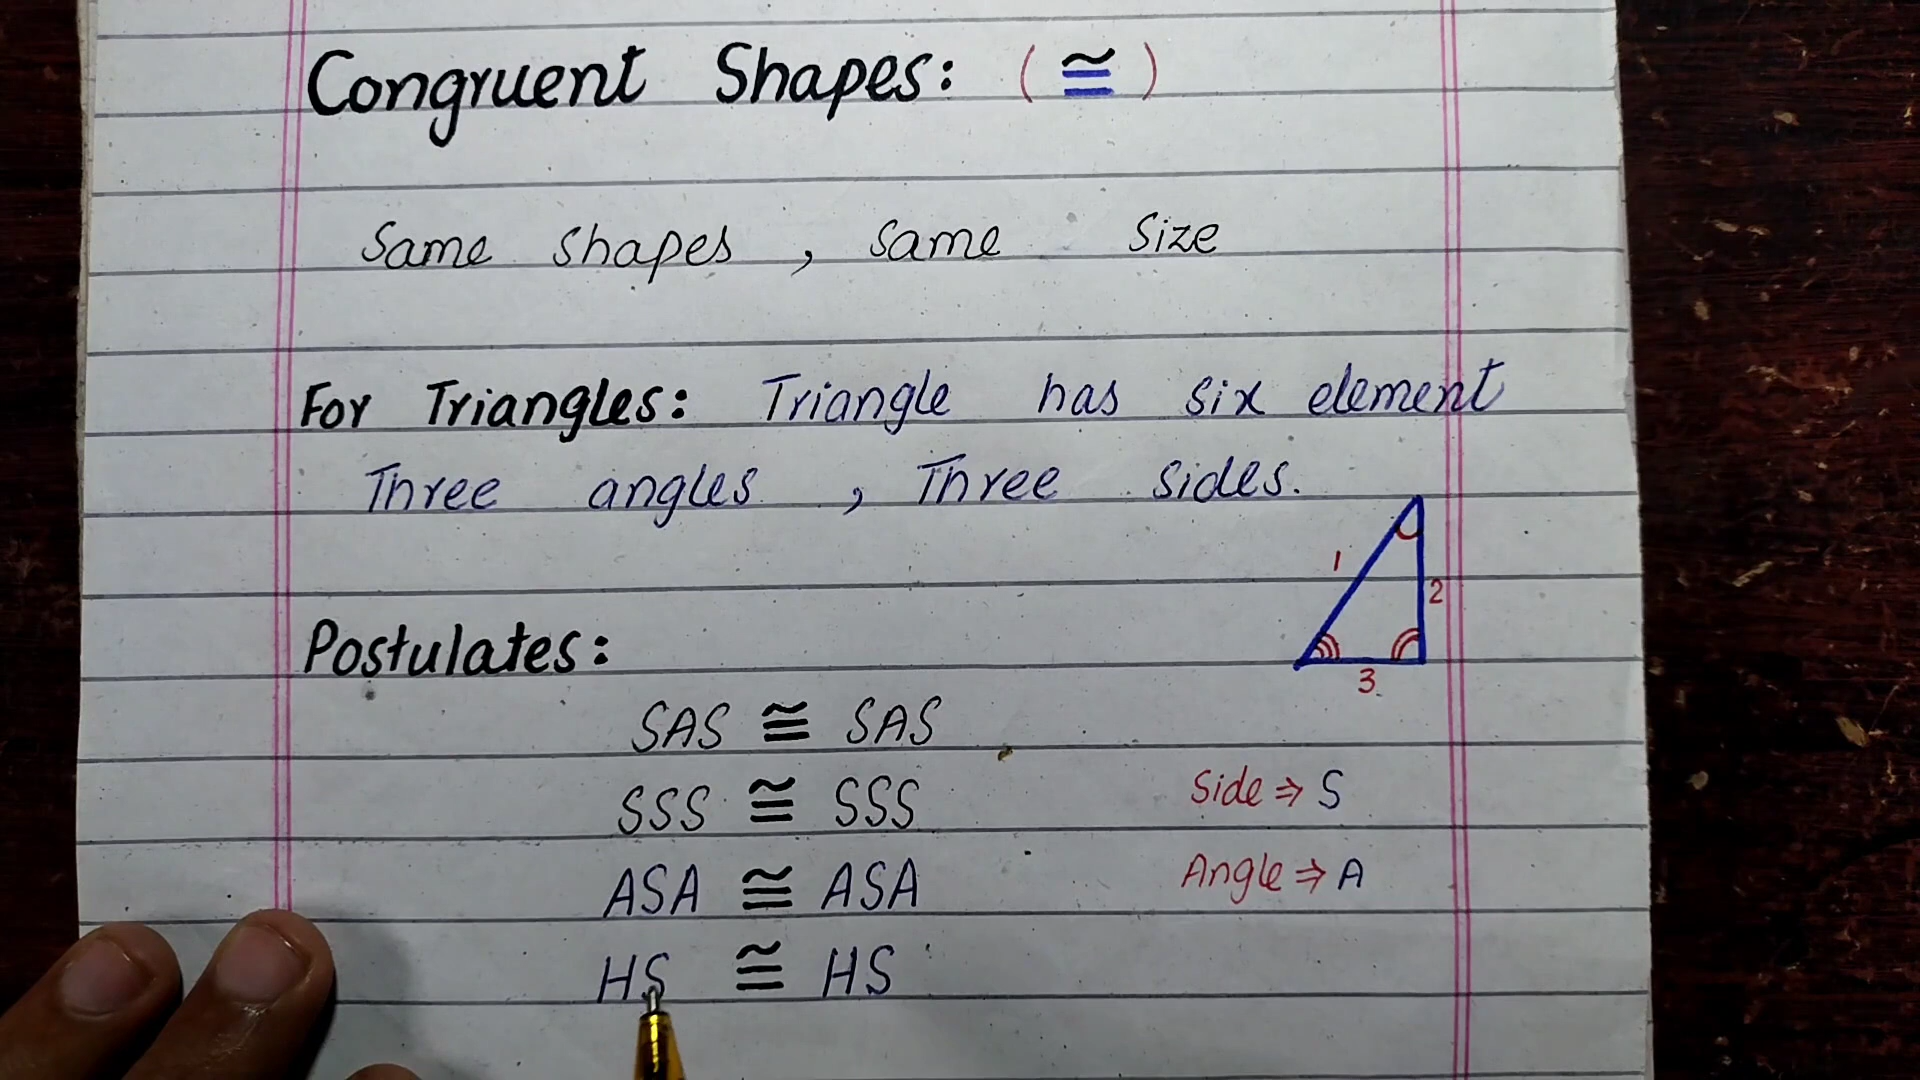 Congruent Shapes: (≅)
Same shapes, same size
For Triangles: Triangle has six element
Three angles, Three sides.
1
2
3
Postulates:
SAS ≅ SAS
SSS ≅ SSS
Side ⇒ S
ASA ≅ ASA
Angle ⇒ A
HS ≅ HS